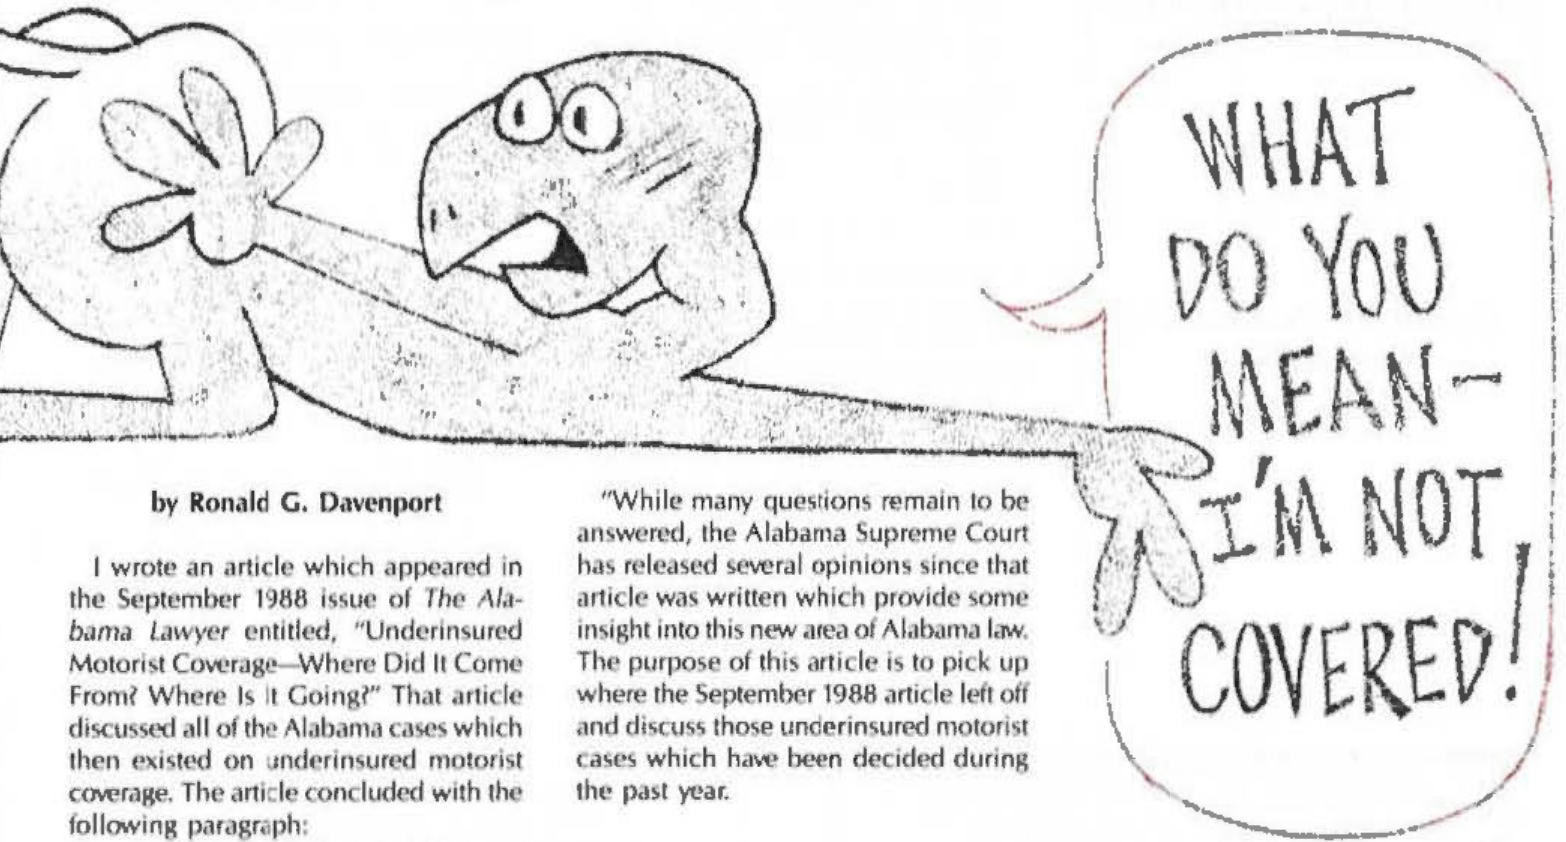 by Ronald G. Davenport
I wrote an article which appeared in
the September 1988 issue of The Ala-
bama Lawyer entitled, "Underinsured
Motorist Coverage—Where Did It Come
From? Where Is It Going?" That article
discussed all of the Alabama cases which
then existed on underinsured motorist
coverage. The article concluded with the
following paragraph:
"While many questions remain to be
answered, the Alabama Supreme Court
has released several opinions since that
article was written which provide some
insight into this new area of Alabama law.
The purpose of this article is to pick up
where the September 1988 article left off
and discuss those underinsured motorist
cases which have been decided during
the past year.
WHAT
DO YOU
MEAN-
I'M NOT
COVERED!